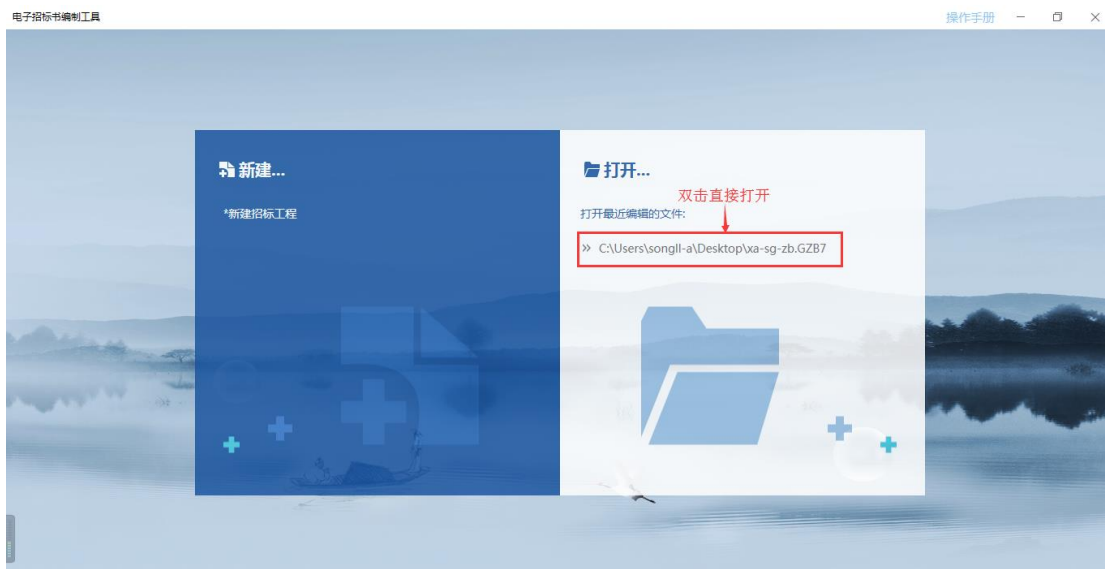 电子招标书编制工具
操作手册
新建...
*新建招标工程
打开...
双击直接打开
打开最近编辑的文件:
» C:\Users\songll-a\Desktop\xa-sg-zb.GZB7